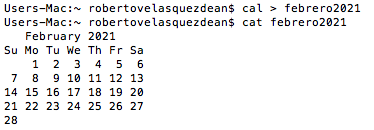 Users-Mac:~ robertovelasquezdean$ cal > febrero2021
Users-Mac:~ robertovelasquezdean$ cat febrero2021
   February 2021
Su Mo Tu We Th Fr Sa
    1  2  3  4  5  6
 7  8  9 10 11 12 13
14 15 16 17 18 19 20
21 22 23 24 25 26 27
28